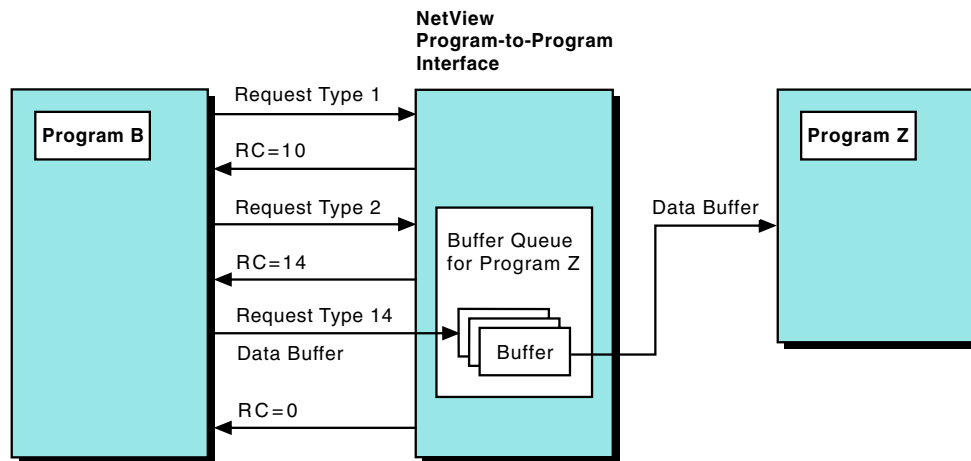 NetView
Program-to-Program
Interface
Request Type 1
Program B
Program Z
RC=10
Request Type 2
Data Buffer
Buffer Queue
for Program Z
RC=14
Request Type 14
Data Buffer
Buffer
RC=0